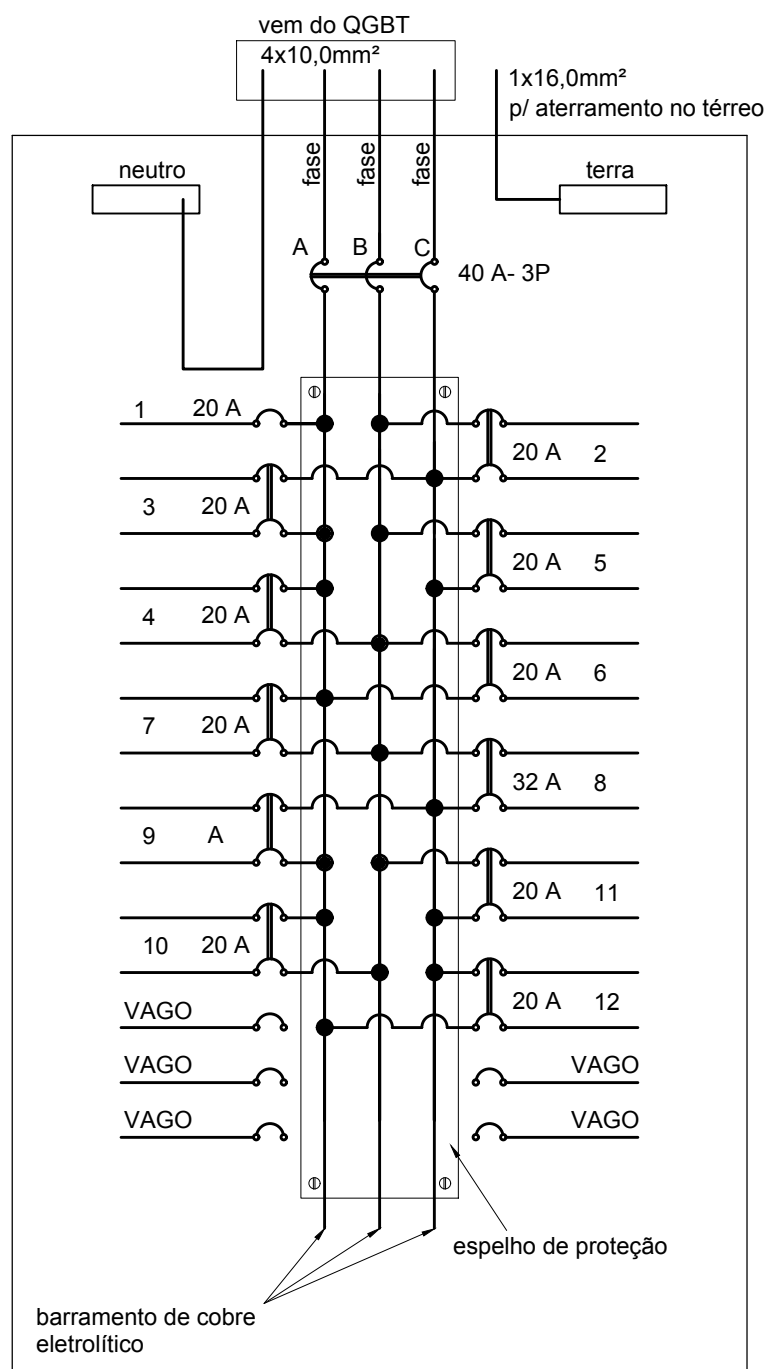 vem do QGBT
4x10,0mm²
1x16,0mm²
p/ aterramento no térreo
neutro
fase
fase
fase
terra
A
B
C
40 A- 3P
1
20 A
20 A
2
3
20 A
20 A
5
4
20 A
20 A
6
7
20 A
32 A
8
9
A
20 A
11
10
20 A
20 A
12
VAGO
VAGO
VAGO
VAGO
VAGO
espelho de proteção
barramento de cobre
eletrolítico